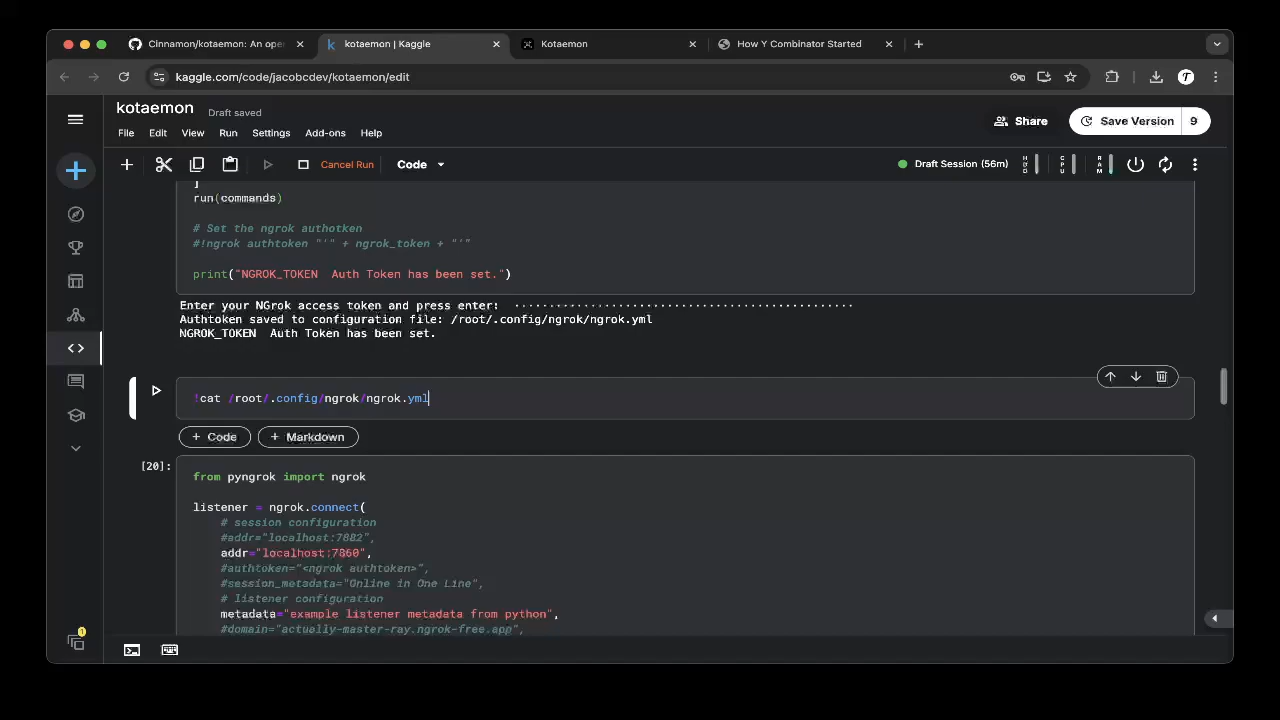 Cinnamon/kotaemon: An ope
kotaemon | Kaggle
Kotaemon
How Y Combinator Started
kaggle.com/code/jacobcdev/kotaemon/edit
kotaemon
Draft saved
File Edit View Run Settings Add-ons Help
Share
Save Version 9
Cancel Run
Code
Draft Session (56m)
HDD
CPU
RAM
]
run(commands)
# Set the ngrok authotken
#!ngrok authtoken "'" + ngrok_token + "'"
print("NGROK_TOKEN  Auth Token has been set.")
Enter your NGrok access token and press enter:  ·················································
Authtoken saved to configuration file: /root/.config/ngrok/ngrok.yml
NGROK_TOKEN  Auth Token has been set.
!cat /root/.config/ngrok/ngrok.yml
+ Code
+ Markdown
[20]:
from pyngrok import ngrok
listener = ngrok.connect(
# session configuration
#addr="localhost:7882",
addr="localhost:7860",
#authtoken="<ngrok authtoken>",
#session_metadata="Online in One Line",
# listener configuration
metadata="example listener metadata from python",
#domain="actually-master-ray.ngrok-free.app",
1